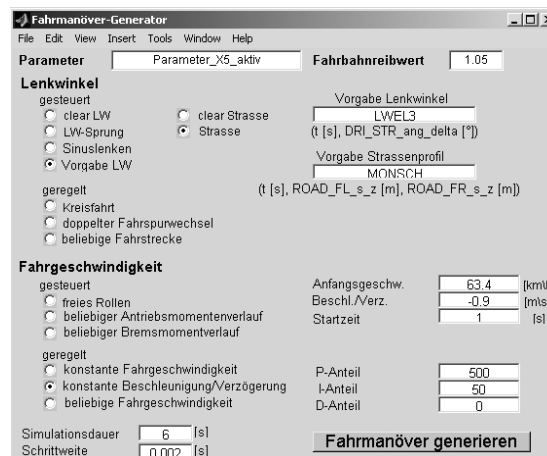 Fahrmanöver-Generator
File Edit View Insert Tools Window Help
Parameter Parameter_X5_aktiv Fahrbahnreibwert 1.05
Lenkwinkel
gesteuert
clear LW
LW-Sprung
Sinuslenken
Vorgabe LW
clear Strasse
Strasse
Vorgabe Lenkwinkel
LWEL3
(t [s], DRI_STR_ang_delta [°])
Vorgabe Strassenprofil
MONSCH
(t [s], ROAD_FL_s_z [m], ROAD_FR_s_z [m])
geregelt
Kreisfahrt
doppelter Fahrspurwechsel
beliebige Fahrstrecke
Fahrgeschwindigkeit
gesteuert
freies Rollen
beliebiger Antriebsmomentenverlauf
beliebiger Bremsmomentverlauf
Anfangsgeschw. 63.4 [km\
Beschl./Verz. -0.9 [m\s
Startzeit 1 [s]
geregelt
konstante Fahrgeschwindigkeit
konstante Beschleunigung/Verzögerung
beliebige Fahrgeschwindigkeit
P-Anteil 500
I-Anteil 50
D-Anteil 0
Simulationsdauer 6 [s]
Schrittweite 0.002 [s]
Fahrmanöver generieren